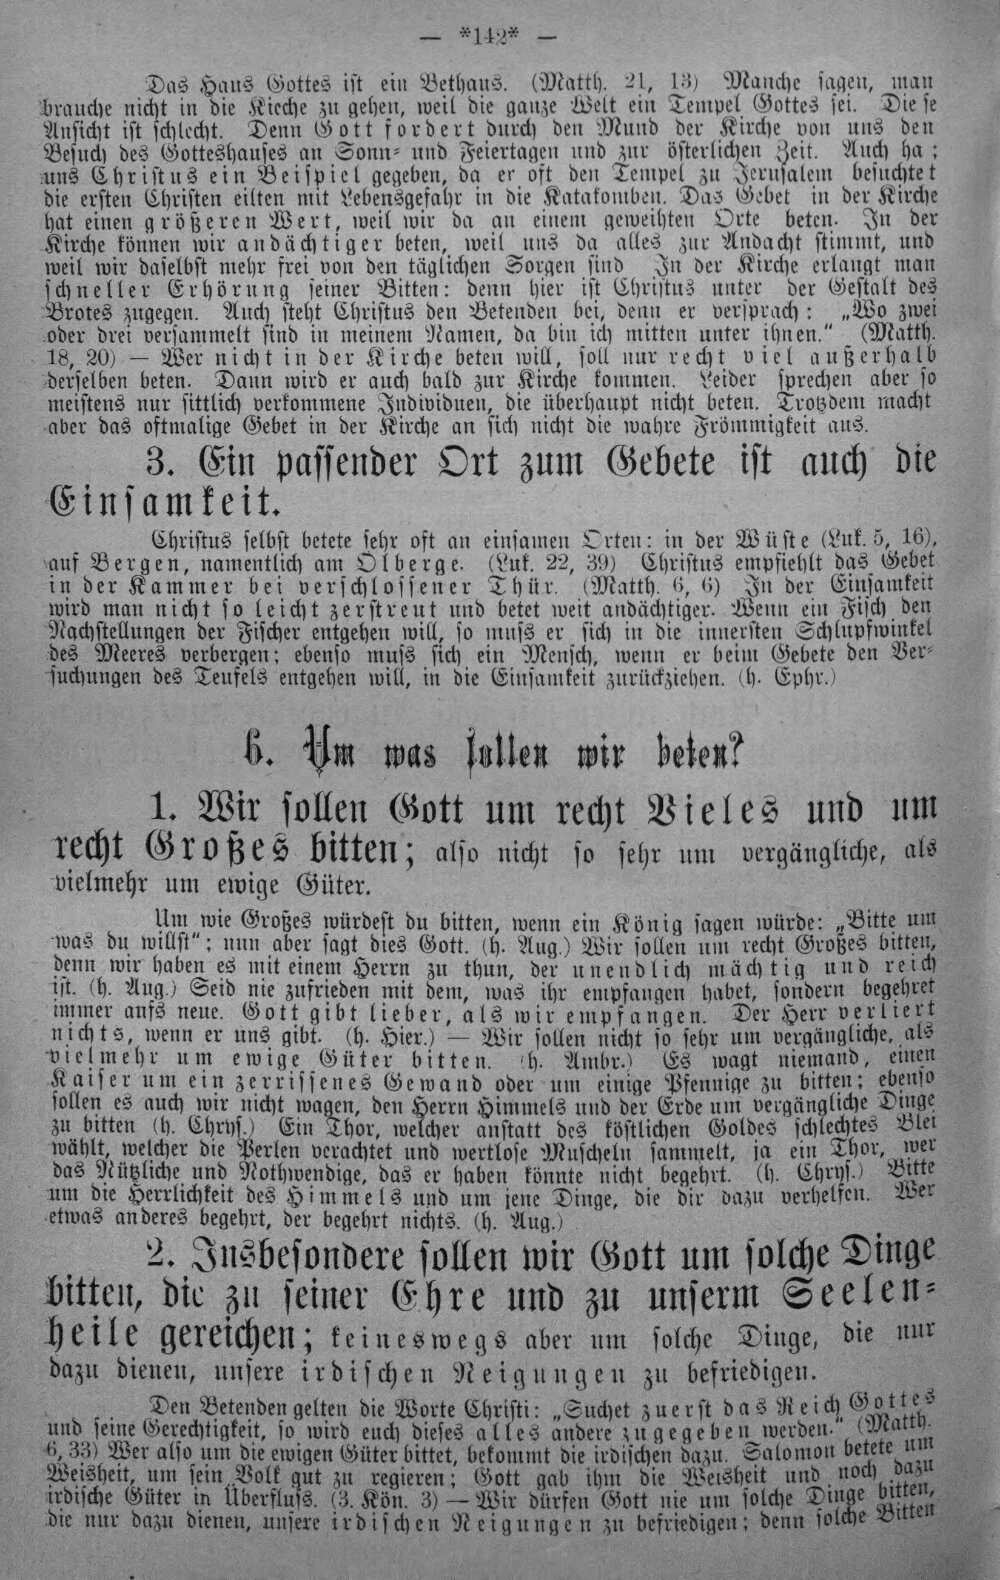 — *142* —
Das Haus Gottes ist ein Bethaus. (Matth. 21, 13) Manche sagen, man
brauche nicht in die Kirche zu gehen, weil die ganze Welt ein Tempel Gottes sei. Diese
Ansicht ist schlecht. Denn Gott fordert durch den Mund der Kirche von uns den
Besuch des Gotteshauses an Sonn- und Feiertagen und zur österlichen Zeit. Auch ha;
uns Christus ein Beispiel gegeben, da er oft den Tempel zu Jerusalem besuchtet
die ersten Christen eilten mit Lebensgefahr in die Katakomben. Das Gebet in der Kirche
hat einen größeren Wert, weil wir da an einem geweihten Orte beten. In der
Kirche können wir andächtiger beten, weil uns da alles zur Andacht stimmt, und
weil wir daselbst mehr frei von den täglichen Sorgen sind In der Kirche erlangt man
schneller Erhörung seiner Bitten: denn hier ist Christus unter der Gestalt des
Brotes zugegen. Auch steht Christus den Betenden bei, denn er versprach: „Wo zwei
oder drei versammelt sind in meinem Namen, da bin ich mitten unter ihnen." (Matth.
18, 20) — Wer nicht in der Kirche beten will, soll nur recht viel außerhalb
derselben beten. Dann wird er auch bald zur Kirche kommen. Leider sprechen aber so
meistens nur sittlich verkommene Individuen, die überhaupt nicht beten. Trotzdem macht
aber das oftmalige Gebet in der Kirche an sich nicht die wahre Frömmigkeit aus.
3. Ein passender Ort zum Gebete ist auch die
Einsamkeit.
Christus selbst betete sehr oft an einsamen Orten: in der Wüste (Luk. 5, 16),
auf Bergen, namentlich am Ölberge. (Luk. 22, 39) Christus empfiehlt das Gebet
in der Kammer bei verschlossener Thür. (Matth. 6, 6) In der Einsamkeit
wird man nicht so leicht zerstreut und betet weit andächtiger. Wenn ein Fisch den
Nachstellungen der Fischer entgehen will, so muss er sich in die innersten Schlupfwinkel
des Meeres verbergen; ebenso muss sich ein Mensch, wenn er beim Gebete den Ver-
suchungen des Teufels entgehen will, in die Einsamkeit zurückziehen. (h. Ephr.)
6. Um was sollen wir beten?
1. Wir sollen Gott um recht Vieles und um
recht Großes bitten; also nicht so sehr um vergängliche, als
vielmehr um ewige Güter.
Um wie Großes würdest du bitten, wenn ein König sagen würde: „Bitte um
was du willst"; nun aber sagt dies Gott. (h. Aug.) Wir sollen um recht Großes bitten,
denn wir haben es mit einem Herrn zu thun, der unendlich mächtig und reich
ist. (h. Aug.) Seid nie zufrieden mit dem, was ihr empfangen habet, sondern begehret
immer aufs neue. Gott gibt lieber, als wir empfangen. Der Herr verliert
nichts, wenn er uns gibt. (h. Hier.) — Wir sollen nicht so sehr um vergängliche, als
vielmehr um ewige Güter bitten. (h. Ambr.) Es wagt niemand, einen
Kaiser um ein zerrissenes Gewand oder um einige Pfennige zu bitten; ebenso
sollen es auch wir nicht wagen, den Herrn Himmels und der Erde um vergängliche Dinge
zu bitten (h. Chrys.) Ein Thor, welcher anstatt des köstlichen Goldes schlechtes Blei
wählt, welcher die Perlen verachtet und wertlose Muscheln sammelt, ja ein Thor, wer
das Nützliche und Nothwendige, das er haben könnte nicht begehrt. (h. Chrys.) Bitte
um die Herrlichkeit des Himmels und um jene Dinge, die dir dazu verhelfen. Wer
etwas anderes begehrt, der begehrt nichts. (h. Aug.)
2. Insbesondere sollen wir Gott um solche Dinge
bitten, die zu seiner Ehre und zu unserm Seelen-
heile gereichen; keineswegs aber um solche Dinge, die nur
dazu dienen, unsere irdischen Neigungen zu befriedigen.
Den Betenden gelten die Worte Christi: „Suchet zuerst das Reich Gottes
und seine Gerechtigkeit, so wird euch dieses alles andere zugegeben werden." (Matth.
6, 33) Wer also um die ewigen Güter bittet, bekommt die irdischen dazu. Salomon betete um
Weisheit, um sein Volk gut zu regieren; Gott gab ihm die Weisheit und noch dazu
irdische Güter in Überfluss. (3. Kön. 3) — Wir dürfen Gott nie um solche Dinge bitten,
die nur dazu dienen, unsere irdischen Neigungen zu befriedigen; denn solche Bitten